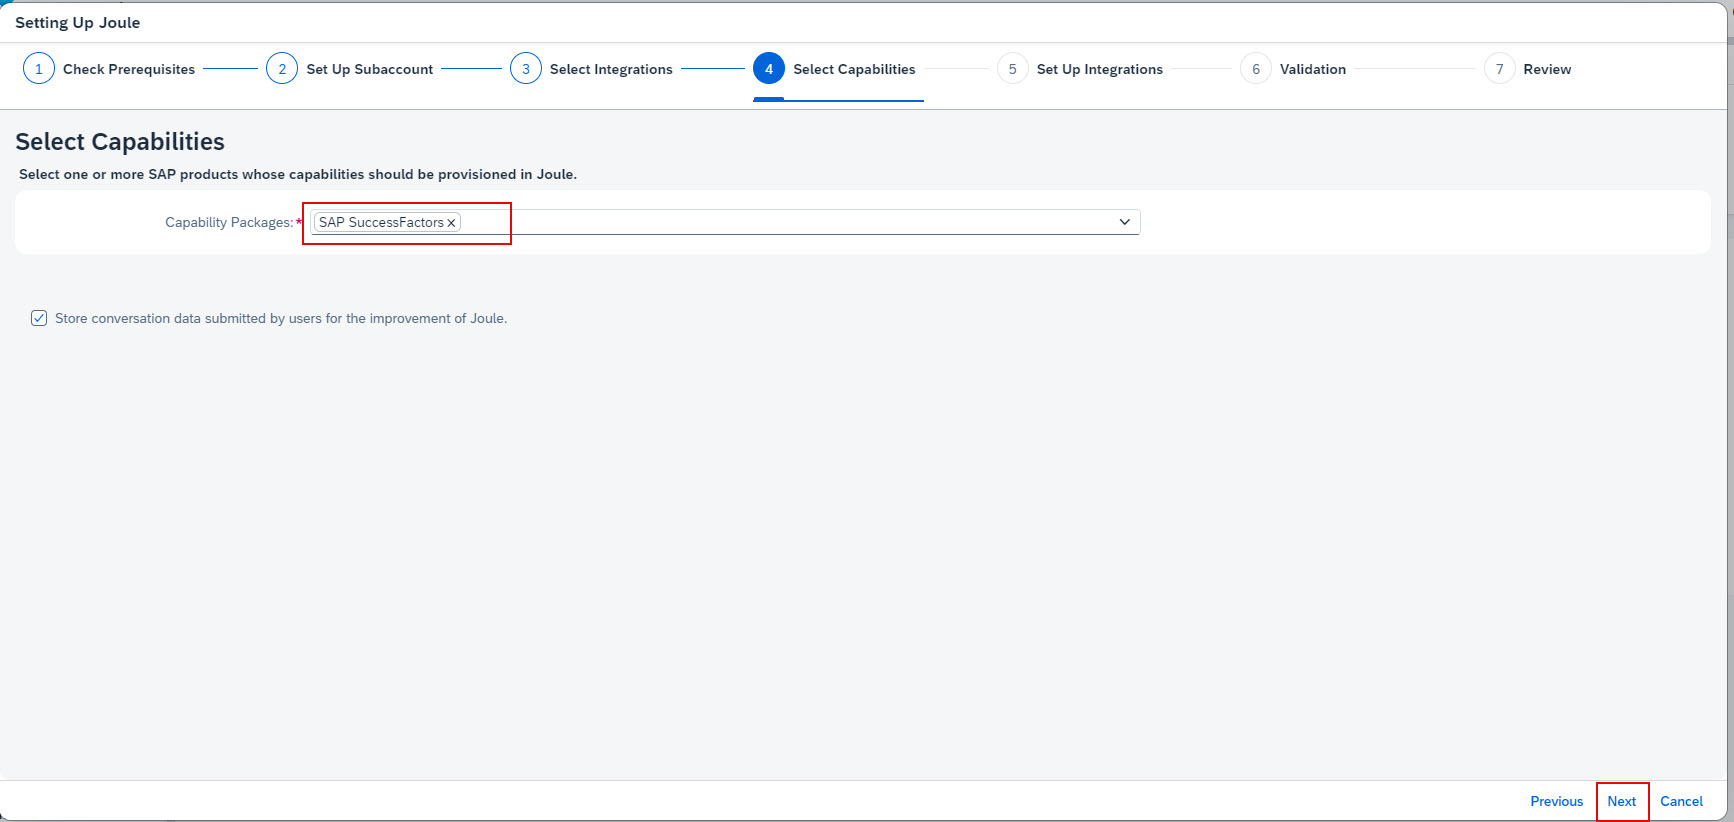 Setting Up Joule
1 Check Prerequisites 2 Set Up Subaccount 3 Select Integrations 4 Select Capabilities 5 Set Up Integrations 6 Validation 7 Review
Select Capabilities
Select one or more SAP products whose capabilities should be provisioned in Joule.
Capability Packages:* SAP SuccessFactors
Store conversation data submitted by users for the improvement of Joule.
Previous Next Cancel